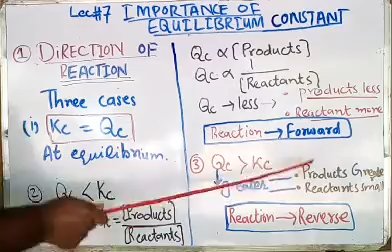 Lec#7 IMPORTANCE OF
EQUILIBRIUM CONSTANT
① DiRECTION OF
REACTION
Three cases
(i) Kc = Qc
At equilibrium.
② Qc < Kc
= [Products]
[Reactants]
Qc ∝ [Products]
Qc ∝ 1
[Reactants]
Qc → less → · products less
· Reactant more
Reaction → Forward
③ Qc > Kc
· Products Greater
· Reactants Small
Reaction → Reverse